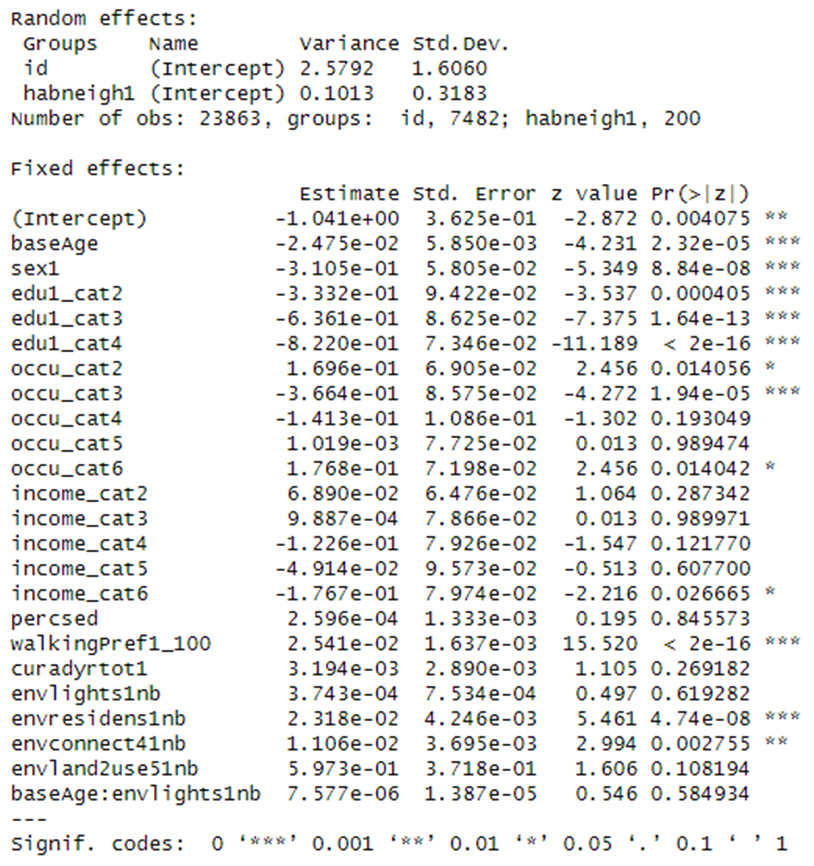 Random effects:
Groups Name Variance Std.Dev.
id (Intercept) 2.5792 1.6060
habneigh1 (Intercept) 0.1013 0.3183
Number of obs: 23863, groups: id, 7482; habneigh1, 200
Fixed effects:
Estimate Std. Error z value Pr(>|z|)
(Intercept) -1.041e+00 3.625e-01 -2.872 0.004075 **
baseAge -2.475e-02 5.850e-03 -4.231 2.32e-05 ***
sex1 -3.105e-01 5.805e-02 -5.349 8.84e-08 ***
edu1_cat2 -3.332e-01 9.422e-02 -3.537 0.000405 ***
edu1_cat3 -6.361e-01 8.625e-02 -7.375 1.64e-13 ***
edu1_cat4 -8.220e-01 7.346e-02 -11.189 < 2e-16 ***
occu_cat2 1.696e-01 6.905e-02 2.456 0.014056 *
occu_cat3 -3.664e-01 8.575e-02 -4.272 1.94e-05 ***
occu_cat4 -1.413e-01 1.086e-01 -1.302 0.193049
occu_cat5 1.019e-03 7.725e-02 0.013 0.989474
occu_cat6 1.768e-01 7.198e-02 2.456 0.014042 *
income_cat2 6.890e-02 6.476e-02 1.064 0.287342
income_cat3 9.887e-04 7.866e-02 0.013 0.989971
income_cat4 -1.226e-01 7.926e-02 -1.547 0.121770
income_cat5 -4.914e-02 9.573e-02 -0.513 0.607700
income_cat6 -1.767e-01 7.974e-02 -2.216 0.026665 *
percsed 2.596e-04 1.333e-03 0.195 0.845573
walkingPref1_100 2.541e-02 1.637e-03 15.520 < 2e-16 ***
curadyrtot1 3.194e-03 2.890e-03 1.105 0.269182
envlights1nb 3.743e-04 7.534e-04 0.497 0.619282
envresidens1nb 2.318e-02 4.246e-03 5.461 4.74e-08 ***
envconnect41nb 1.106e-02 3.695e-03 2.994 0.002755 **
envland2use51nb 5.973e-01 3.718e-01 1.606 0.108194
baseAge:envlights1nb 7.577e-06 1.387e-05 0.546 0.584934
---
Signif. codes: 0 ‘***’ 0.001 ‘**’ 0.01 ‘*’ 0.05 ‘.’ 0.1 ‘ ’ 1